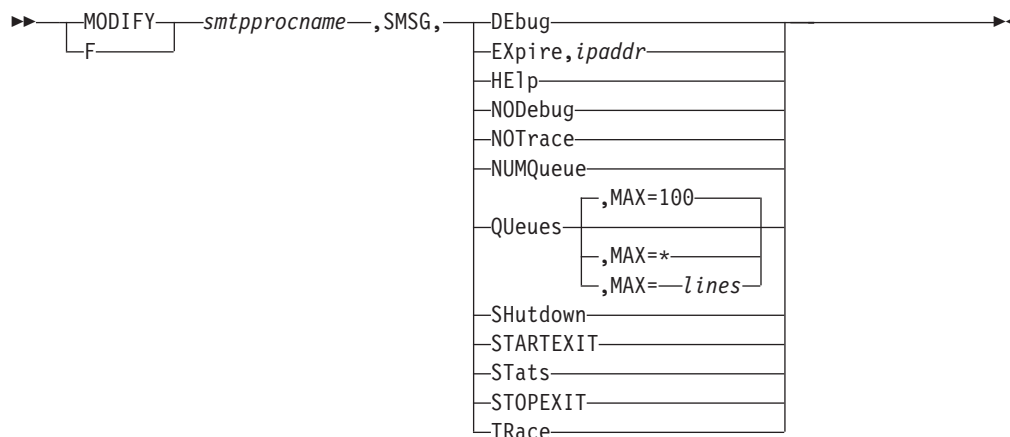 MODIFY smtpprocname ,SMSG, DEbug
F
EXpire,ipaddr
HElp
NODebug
NOTrace
NUMQueue
,MAX=100
QUeues
,MAX=*
,MAX= lines
SHutdown
STARTEXIT
STats
STOPEXIT
TRace